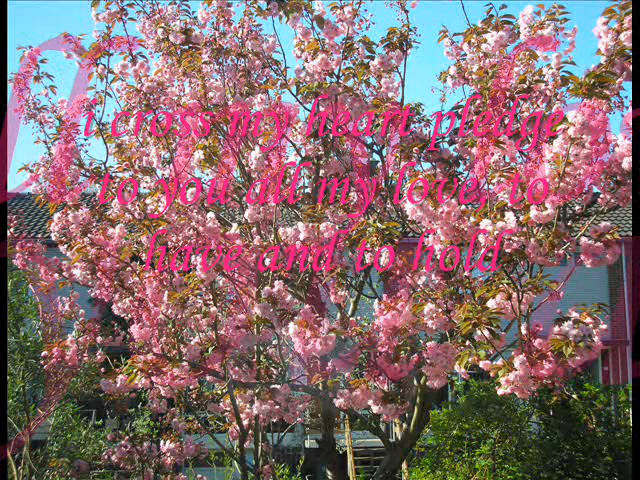 i cross my heart pledge
to you all my love, to
have and to hold